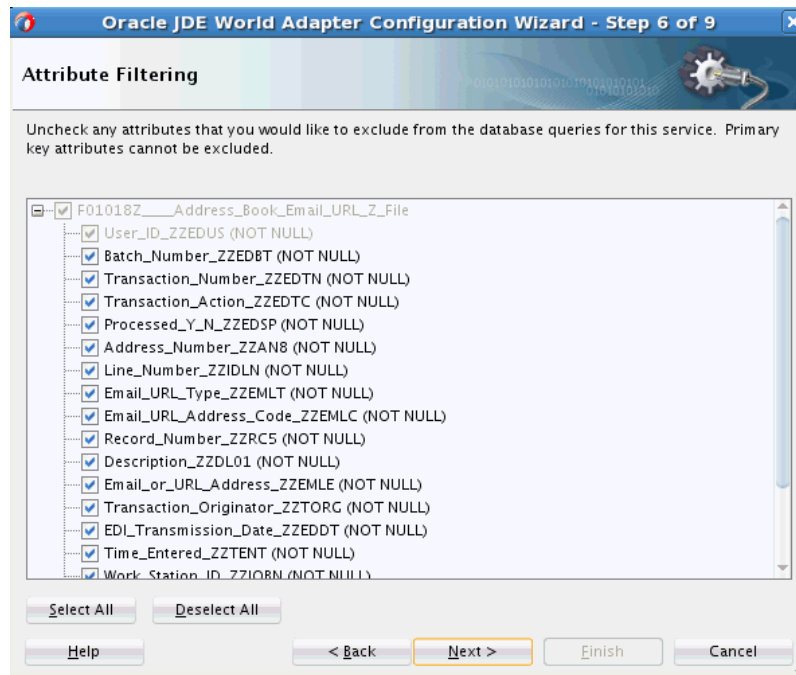 Oracle JDE World Adapter Configuration Wizard - Step 6 of 9
Attribute Filtering
Uncheck any attributes that you would like to exclude from the database queries for this service. Primary
key attributes cannot be excluded.
F01018Z____Address_Book_Email_URL_Z_File
User_ID_ZZEDUS (NOT NULL)
Batch_Number_ZZEDBT (NOT NULL)
Transaction_Number_ZZEDTN (NOT NULL)
Transaction_Action_ZZEDTC (NOT NULL)
Processed_Y_N_ZZEDSP (NOT NULL)
Address_Number_ZZAN8 (NOT NULL)
Line_Number_ZZIDLN (NOT NULL)
Email_URL_Type_ZZEMLT (NOT NULL)
Email_URL_Address_Code_ZZEMLC (NOT NULL)
Record_Number_ZZRC5 (NOT NULL)
Description_ZZDL01 (NOT NULL)
Email_or_URL_Address_ZZEMLE (NOT NULL)
Transaction_Originator_ZZTORG (NOT NULL)
EDI_Transmission_Date_ZZEDDT (NOT NULL)
Time_Entered_ZZTENT (NOT NULL)
Work_Station_ID_ZZJOBN (NOT NULL)
Select All Deselect All
Help < Back Next > Finish Cancel